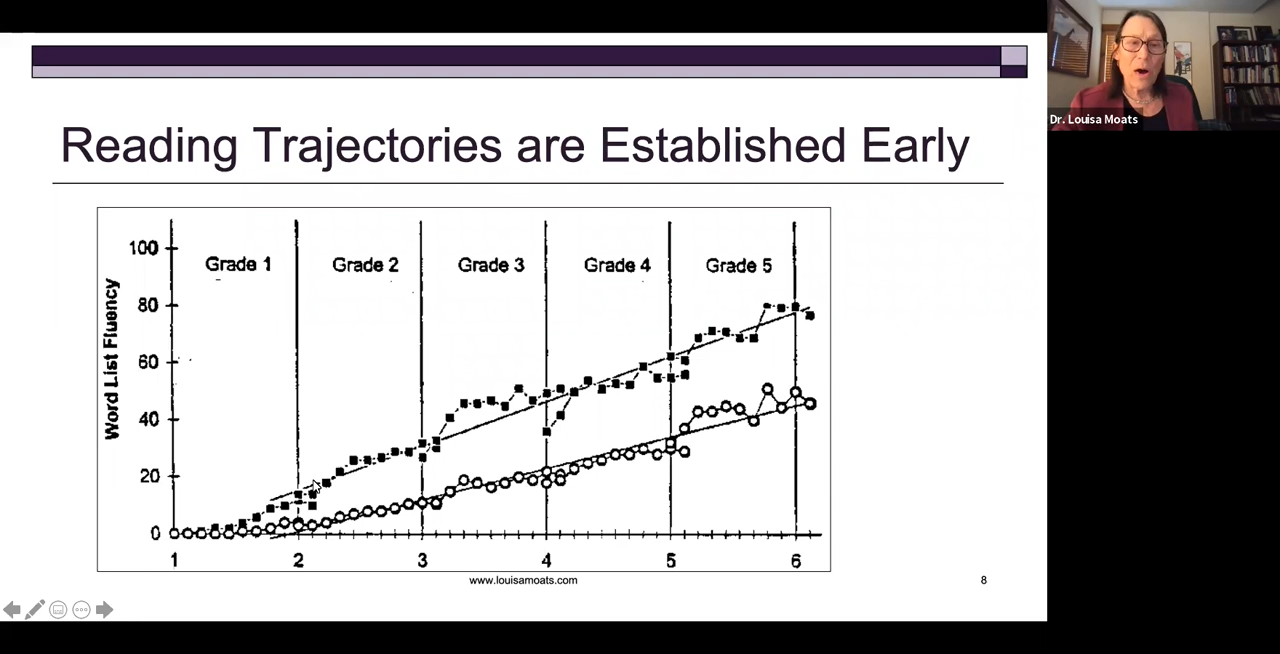 Dr. Louisa Moats
Reading Trajectories are Established Early
Word List Fluency
100
80
60
40
20
0
Grade 1
Grade 2
Grade 3
Grade 4
Grade 5
1
2
3
4
5
6
www.louisamoats.com
8